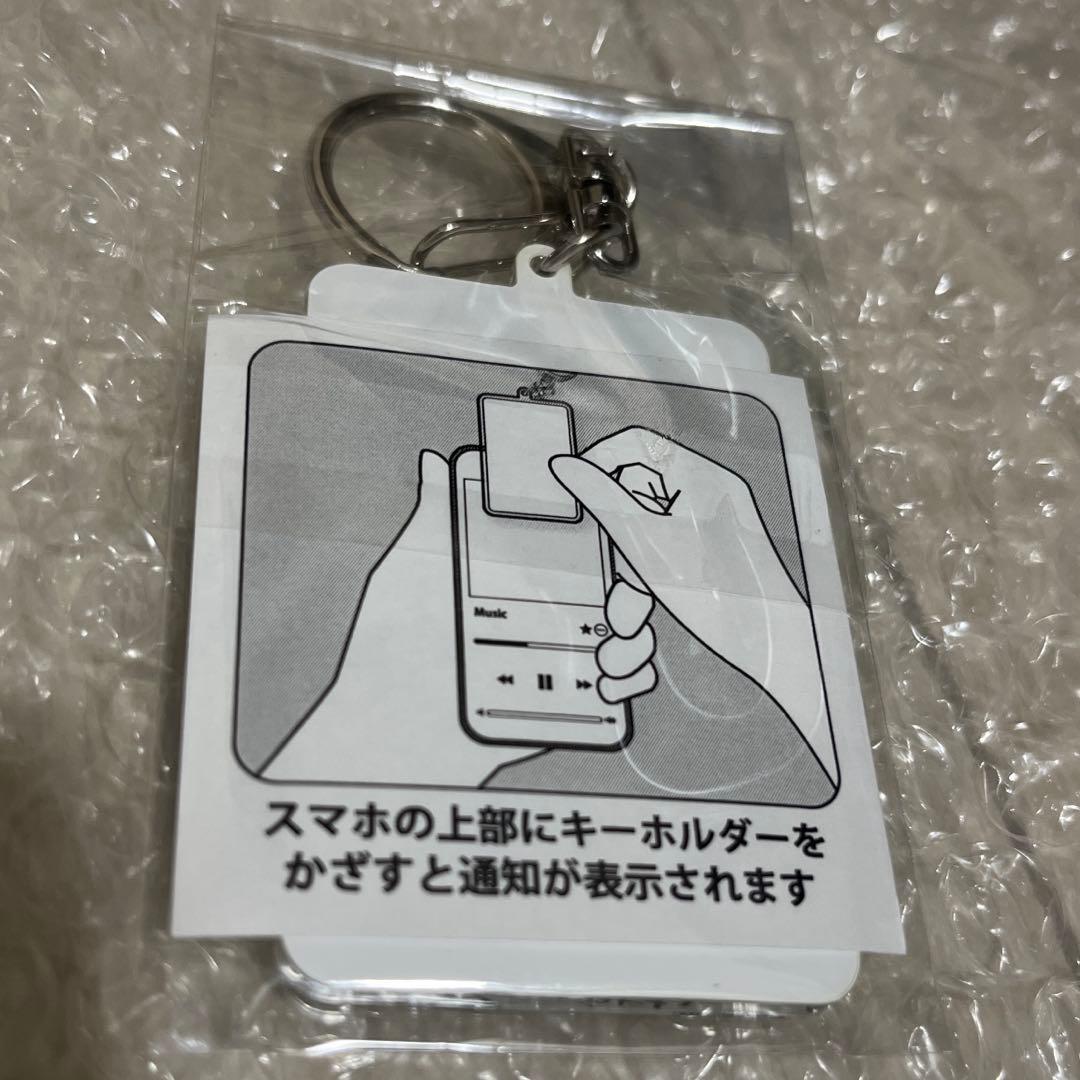 Music
スマホの上部にキーホルダーを
かざすと通知が表示されます